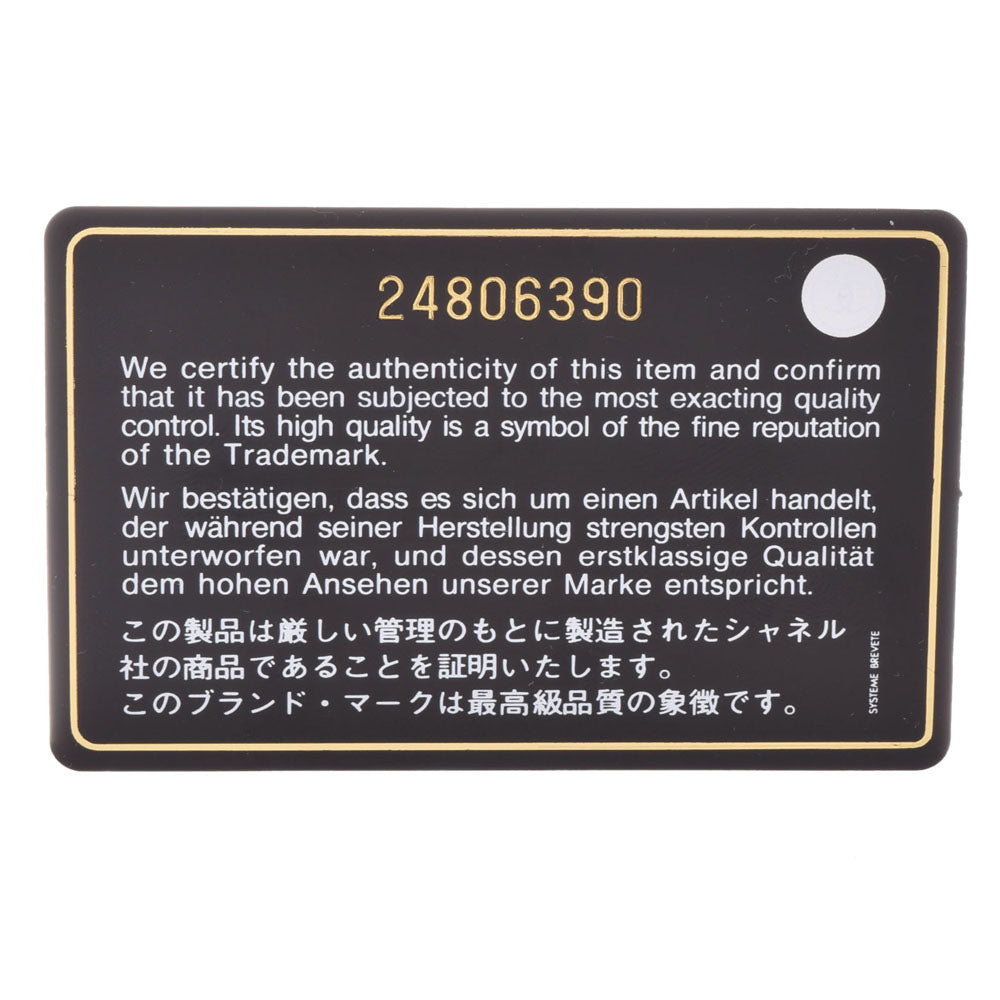 24806390
We certify the authenticity of this item and confirm
that it has been subjected to the most exacting quality
control. Its high quality is a symbol of the fine reputation
of the Trademark.
Wir bestätigen, dass es sich um einen Artikel handelt,
der während seiner Herstellung strengsten Kontrollen
unterworfen war, und dessen erstklassige Qualität
dem hohen Ansehen unserer Marke entspricht.
この製品は厳しい管理のもとに製造されたシャネル
社の商品であることを証明いたします。
このブランド・マークは最高級品質の象徴です。
SYSTEME BREVETE